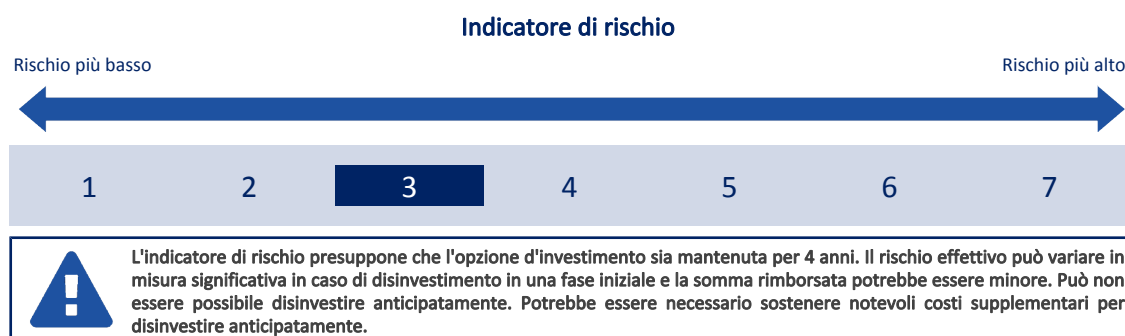 Indicatore di rischio
Rischio più basso
Rischio più alto
1 2 3 4 5 6 7
L'indicatore di rischio presuppone che l'opzione d'investimento sia mantenuta per 4 anni. Il rischio effettivo può variare in
misura significativa in caso di disinvestimento in una fase iniziale e la somma rimborsata potrebbe essere minore. Può non
essere possibile disinvestire anticipatamente. Potrebbe essere necessario sostenere notevoli costi supplementari per
disinvestire anticipatamente.